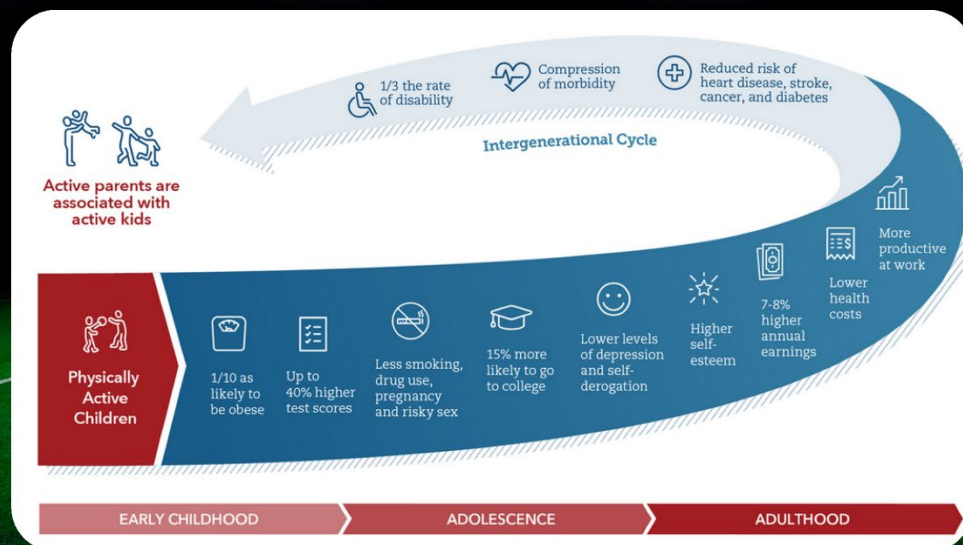 1/3 the rate
of disability
Compression
of morbidity
Reduced risk of
heart disease, stroke,
cancer, and diabetes
Intergenerational Cycle
Active parents are
associated with
active kids
Physically
Active
Children
1/10 as
likely to
be obese
Up to
40% higher
test scores
Less smoking,
drug use,
pregnancy
and risky sex
15% more
likely to go
to college
Lower levels
of depression
and self-
derogation
Higher
self-
esteem
7-8%
higher
annual
earnings
Lower
health
costs
More
productive
at work
EARLY CHILDHOOD
ADOLESCENCE
ADULTHOOD